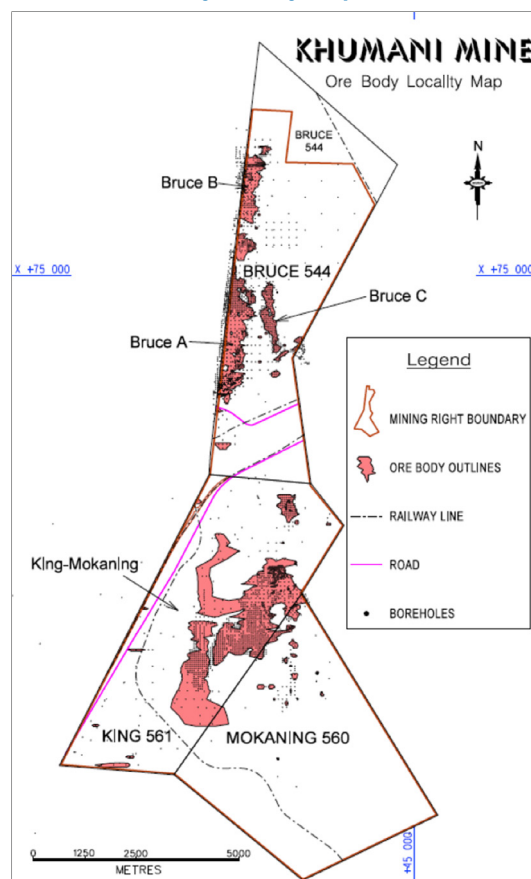 KHUMANI MINE
Ore Body Locality Map
BRUCE
544
N
Bruce B
X +75 000
X +75 000
BRUCE 544
Bruce C
Bruce A
Legend
MINING RIGHT BOUNDARY
ORE BODY OUTLINES
RAILWAY LINE
ROAD
BOREHOLES
King-Mokaning
KING 561
MOKANING 560
0 1250 2500 5000
METRES
+45 000